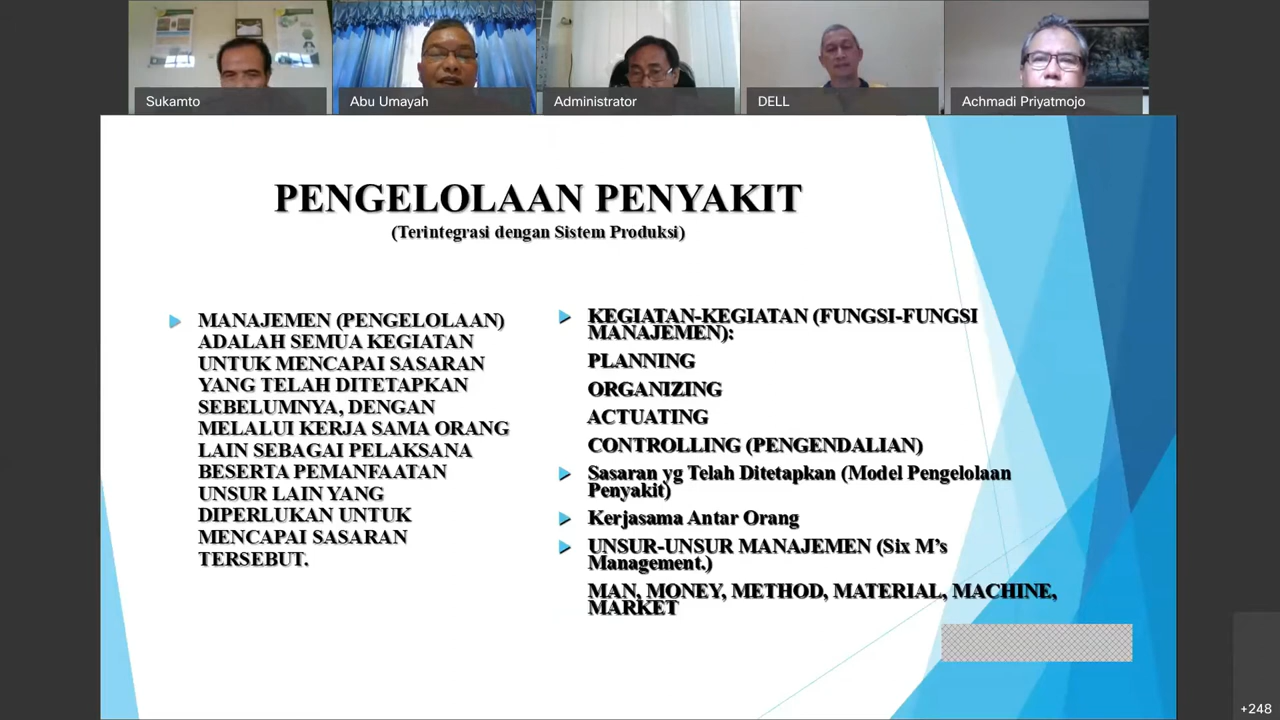 Sukamto
Abu Umayah
Administrator
DELL
Achmadi Priyatmojo
PENGELOLAAN PENYAKIT
(Terintegrasi dengan Sistem Produksi)
MANAJEMEN (PENGELOLAAN)
ADALAH SEMUA KEGIATAN
UNTUK MENCAPAI SASARAN
YANG TELAH DITETAPKAN
SEBELUMNYA, DENGAN
MELALUI KERJA SAMA ORANG
LAIN SEBAGAI PELAKSANA
BESERTA PEMANFAATAN
UNSUR LAIN YANG
DIPERLUKAN UNTUK
MENCAPAI SASARAN
TERSEBUT.
KEGIATAN-KEGIATAN (FUNGSI-FUNGSI
MANAJEMEN):
PLANNING
ORGANIZING
ACTUATING
CONTROLLING (PENGENDALIAN)
Sasaran yg Telah Ditetapkan (Model Pengelolaan
Penyakit)
Kerjasama Antar Orang
UNSUR-UNSUR MANAJEMEN (Six M’s
Management.)
MAN, MONEY, METHOD, MATERIAL, MACHINE,
MARKET
+248